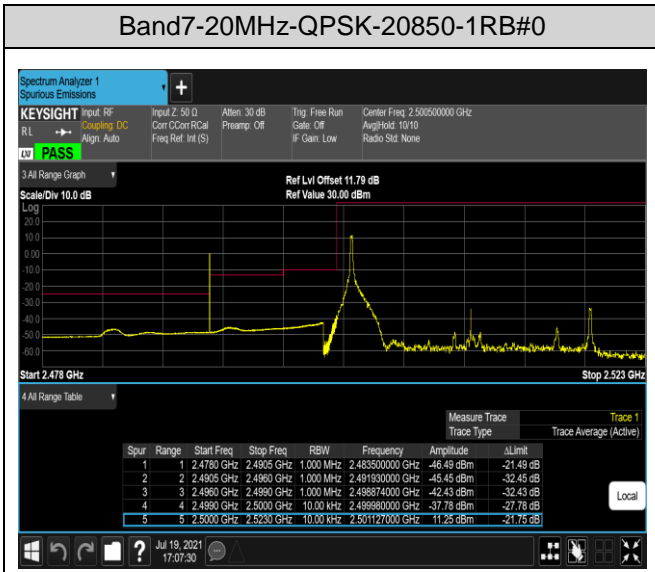 Band7-20MHz-QPSK-20850-1RB#0
Spectrum Analyzer 1
Spurious Emissions
+
KEYSIGHT Input: RF Input Z: 50 Ω Atten: 30 dB Trig: Free Run Center Freq: 2.500500000 GHz
RL Coupling: DC Corr CCorr RCal Preamp: Off Gate: Off Avg|Hold: 10/10
Align: Auto Freq Ref: Int (S) IF Gain: Low Radio Std: None
LXI PASS
3 All Range Graph
Ref Lvl Offset 11.79 dB
Scale/Div 10.0 dB Ref Value 30.00 dBm
Log
20.0
10.0
0.00
-10.0
-20.0
-30.0
-40.0
-50.0
-60.0
Start 2.478 GHz Stop 2.523 GHz
4 All Range Table
Measure Trace Trace 1
Trace Type Trace Average (Active)
Spur Range Start Freq Stop Freq RBW Frequency Amplitude ΔLimit
1 1 2.4780 GHz 2.4905 GHz 1.000 MHz 2.483500000 GHz -46.49 dBm -21.49 dB
2 2 2.4905 GHz 2.4960 GHz 1.000 MHz 2.491930000 GHz -45.45 dBm -32.45 dB
3 3 2.4960 GHz 2.4990 GHz 1.000 MHz 2.498874000 GHz -42.43 dBm -32.43 dB
4 4 2.4990 GHz 2.5000 GHz 10.00 kHz 2.499980000 GHz -37.78 dBm -27.78 dB
5 5 2.5000 GHz 2.5230 GHz 10.00 kHz 2.501127000 GHz 11.25 dBm -21.75 dB
Local
? Jul 19, 2021
17:07:30